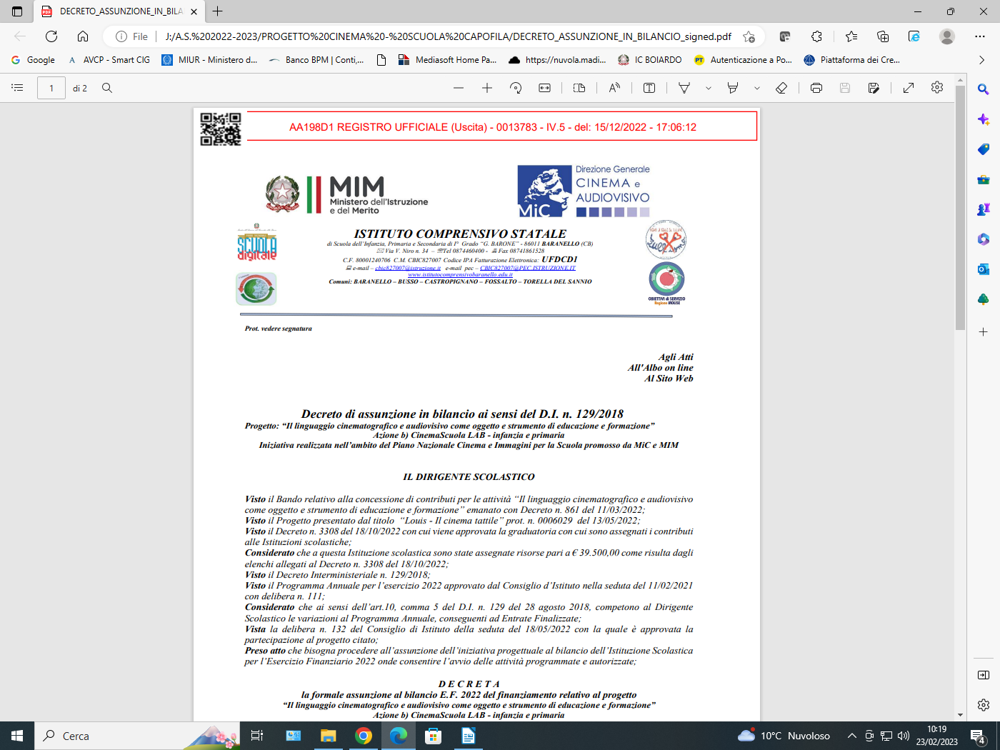 DECRETO_ASSUNZIONE_IN_BILA
File
J:/A.S.%202022-2023/PROGETTO%20CINEMA%20-%20SCUOLA%20CAPOFILA/DECRETO_ASSUNZIONE_IN_BILANCIO_signed.pdf
Google
AVCP - Smart CIG
MIUR - Ministero d...
Banco BPM | Conti,...
Mediasoft Home Pa...
https://nuvola.madi...
IC BOIARDO
Autenticazione a Po...
Piattaforma dei Cre...
1 di 2
AA198D1 REGISTRO UFFICIALE (Uscita) - 0013783 - IV.5 - del: 15/12/2022 - 17:06:12
MIM
Ministero dell'Istruzione
e del Merito
MiC
Direzione Generale
CINEMA e
AUDIOVISIVO
SCUOLA
digitale
OBIETTIVI di SERVIZIO
Regione MOLISE
ISTITUTO COMPRENSIVO STATALE
di Scuola dell'Infanzia, Primaria e Secondaria di I° Grado "G. BARONE" - 86011 BARANELLO (CB)
Via V. Niro n. 34 – Tel 0874460400 - Fax 08741861528
C.F. 80001240706 C.M. CBIC827007 Codice IPA Fatturazione Elettronica: UFDCD1
e-mail – cbic827007@istruzione.it e-mail pec – CBIC827007@PEC.ISTRUZIONE.IT
www.istitutocomprensivobaranello.edu.it
Comuni: BARANELLO – BUSSO – CASTROPIGNANO – FOSSALTO – TORELLA DEL SANNIO
Prot. vedere segnatura
Agli Atti
All'Albo on line
Al Sito Web
Decreto di assunzione in bilancio ai sensi del D.I. n. 129/2018
Progetto: “Il linguaggio cinematografico e audiovisivo come oggetto e strumento di educazione e formazione”
Azione b) CinemaScuola LAB - infanzia e primaria
Iniziativa realizzata nell’ambito del Piano Nazionale Cinema e Immagini per la Scuola promosso da MiC e MIM
IL DIRIGENTE SCOLASTICO
Visto il Bando relativo alla concessione di contributi per le attività “Il linguaggio cinematografico e audiovisivo
come oggetto e strumento di educazione e formazione” emanato con Decreto n. 861 del 11/03/2022;
Visto il Progetto presentato dal titolo “Louis - Il cinema tattile” prot. n. 0006029 del 13/05/2022;
Visto il Decreto n. 3308 del 18/10/2022 con cui viene approvata la graduatoria con cui sono assegnati i contributi
alle Istituzioni scolastiche;
Considerato che a questa Istituzione scolastica sono state assegnate risorse pari a € 39.500,00 come risulta dagli
elenchi allegati al Decreto n. 3308 del 18/10/2022;
Visto il Decreto Interministeriale n. 129/2018;
Visto il Programma Annuale per l’esercizio 2022 approvato dal Consiglio d’Istituto nella seduta del 11/02/2021
con delibera n. 111;
Considerato che ai sensi dell’art.10, comma 5 del D.I. n. 129 del 28 agosto 2018, competono al Dirigente
Scolastico le variazioni al Programma Annuale, conseguenti ad Entrate Finalizzate;
Vista la delibera n. 132 del Consiglio di Istituto della seduta del 18/05/2022 con la quale è approvata la
partecipazione al progetto citato;
Preso atto che bisogna procedere all’assunzione dell’iniziativa progettuale al bilancio dell’Istituzione Scolastica
per l’Esercizio Finanziario 2022 onde consentire l’avvio delle attività programmate e autorizzate;
D E C R E T A
la formale assunzione al bilancio E.F. 2022 del finanziamento relativo al progetto
“Il linguaggio cinematografico e audiovisivo come oggetto e strumento di educazione e formazione”
Azione b) CinemaScuola LAB - infanzia e primaria
Cerca
10°C Nuvoloso
10:19
23/02/2023
4